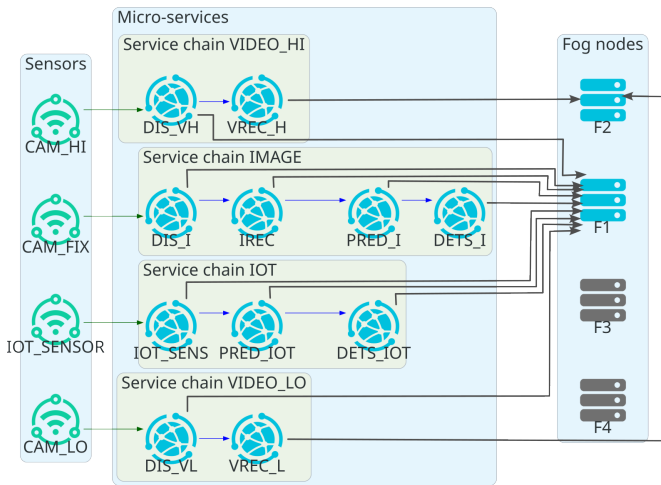 Micro-services
Sensors
Service chain VIDEO_HI
Fog nodes
CAM_HI
DIS_VH
VREC_H
F2
Service chain IMAGE
CAM_FIX
DIS_I
IREC
PRED_I
DETS_I
F1
Service chain IOT
IOT_SENSOR
IOT_SENS
PRED_IOT
DETS_IOT
F3
Service chain VIDEO_LO
CAM_LO
DIS_VL
VREC_L
F4